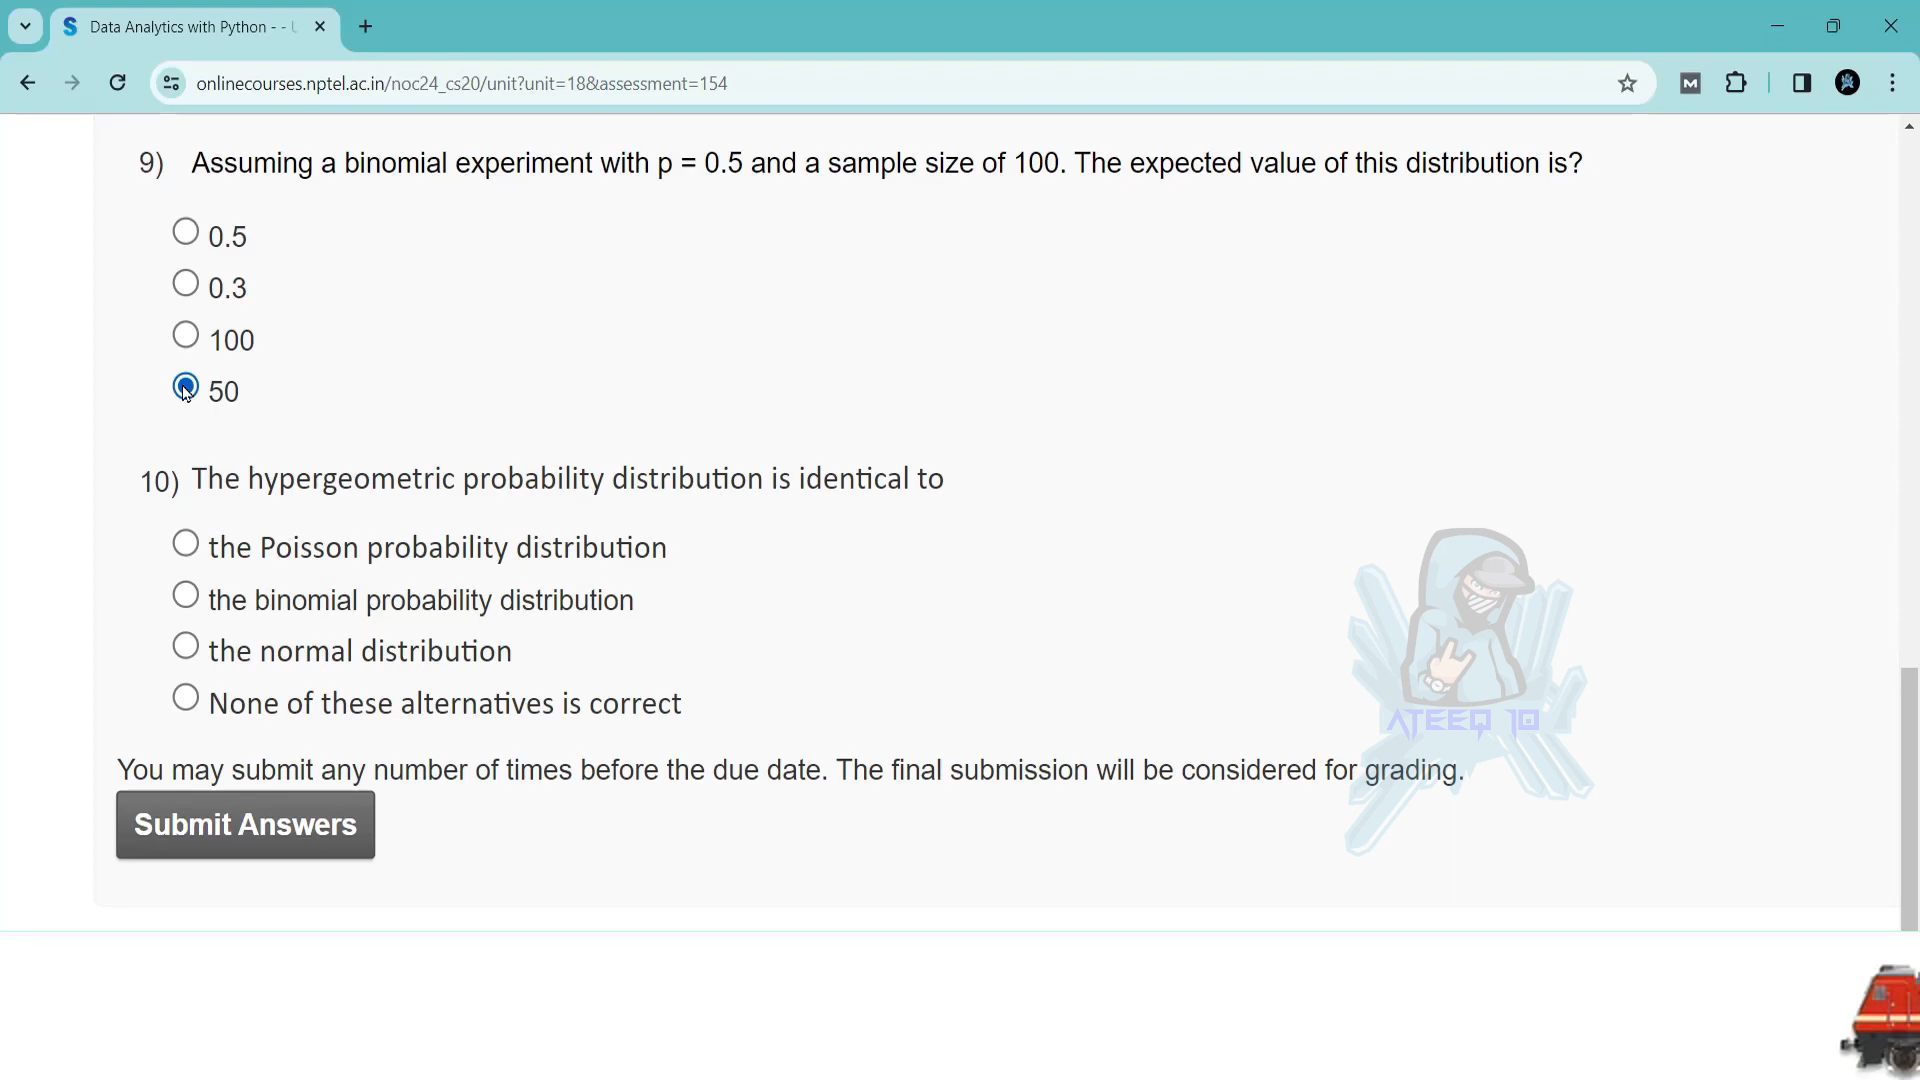 Data Analytics with Python - -
onlinecourses.nptel.ac.in/noc24_cs20/unit?unit=18&assessment=154
9) Assuming a binomial experiment with p = 0.5 and a sample size of 100. The expected value of this distribution is?
0.5
0.3
100
50
10) The hypergeometric probability distribution is identical to
the Poisson probability distribution
the binomial probability distribution
the normal distribution
None of these alternatives is correct
ATEEQ 10
You may submit any number of times before the due date. The final submission will be considered for grading.
Submit Answers